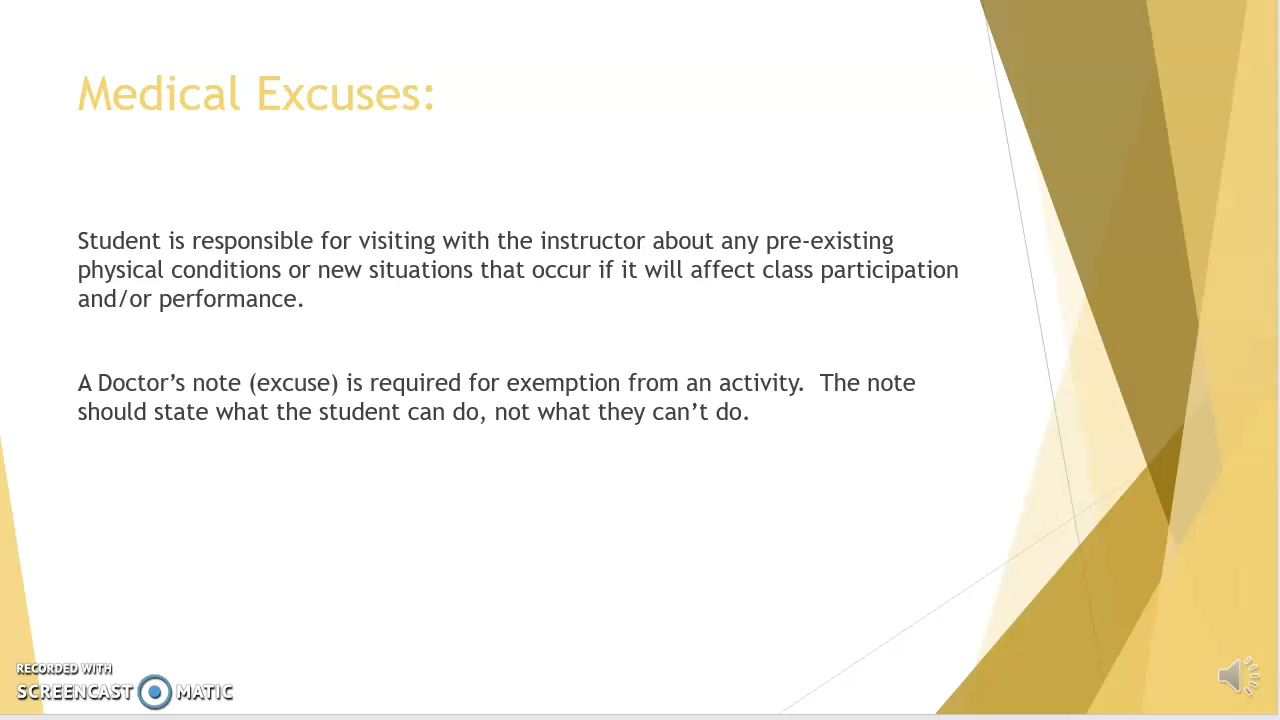 Medical Excuses:
Student is responsible for visiting with the instructor about any pre-existing
physical conditions or new situations that occur if it will affect class participation
and/or performance.
A Doctor’s note (excuse) is required for exemption from an activity.  The note
should state what the student can do, not what they can’t do.
RECORDED WITH
SCREENCAST MATIC